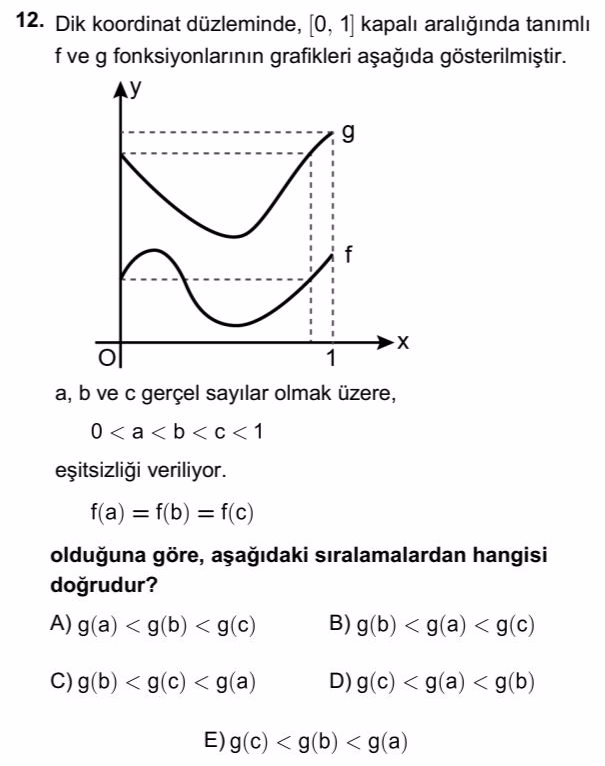 12. Dik koordinat düzleminde, [0, 1] kapalı aralığında tanımlı
f ve g fonksiyonlarının grafikleri aşağıda gösterilmiştir.
y
g
f
x
O
1
a, b ve c gerçel sayılar olmak üzere,
0 < a < b < c < 1
eşitsizliği veriliyor.
f(a) = f(b) = f(c)
olduğuna göre, aşağıdaki sıralamalardan hangisi
doğrudur?
A) g(a) < g(b) < g(c) B) g(b) < g(a) < g(c)
C) g(b) < g(c) < g(a) D) g(c) < g(a) < g(b)
E) g(c) < g(b) < g(a)